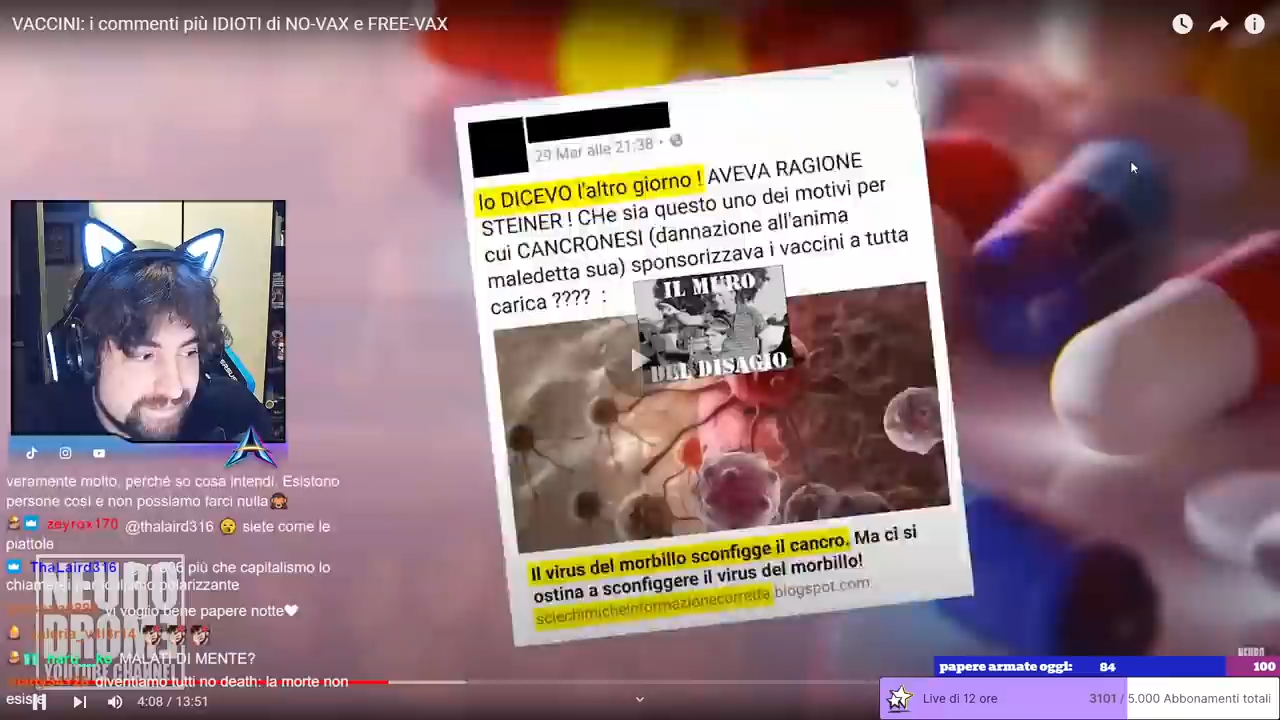 VACCINI: i commenti più IDIOTI di NO-VAX e FREE-VAX
29 Mar alle 21:38
Io DICEVO l'altro giorno ! AVEVA RAGIONE
STEINER ! CHe sia questo uno dei motivi per
cui CANCRONESI (dannazione all'anima
maledetta sua) sponsorizzava i vaccini a tutta
carica ???? :
IL MURO
DEL DISAGIO
Il virus del morbillo sconfigge il cancro. Ma ci si
ostina a sconfiggere il virus del morbillo!
sciechimicheinformazionecorretta.blogspot.com
veramente molto, perché so cosa intendi. Esistono
persone così e non possiamo farci nulla
zeyrox170 @thalaird316 siete come le
piattole
ThaLaird316 più che capitalismo lo
polarizzante
vi voglio bene papere notte
MALATI DI MENTE?
diventiamo tutti no death: la morte non
esiste
NEURO
DRONE
YOUTUBE CHANNEL
4:08 / 13:51
NEURO
papere armate oggi: 84 100
Live di 12 ore 3101 / 5.000 Abbonamenti totali